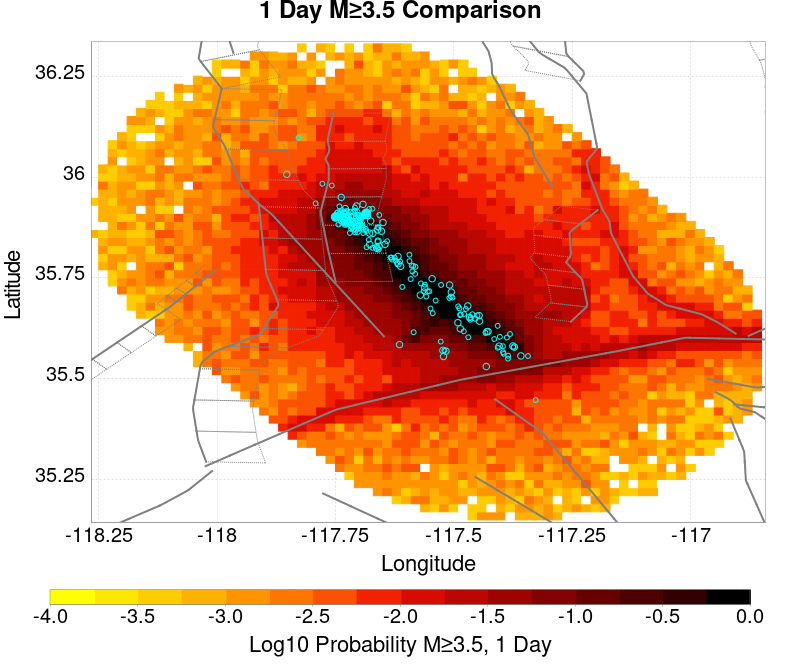 1 Day M≥3.5 Comparison
36.25
36
35.75
35.5
35.25
Latitude
-118.25 -118 -117.75 -117.5 -117.25 -117
Longitude
-4.0 -3.5 -3.0 -2.5 -2.0 -1.5 -1.0 -0.5 0.0
Log10 Probability M≥3.5, 1 Day